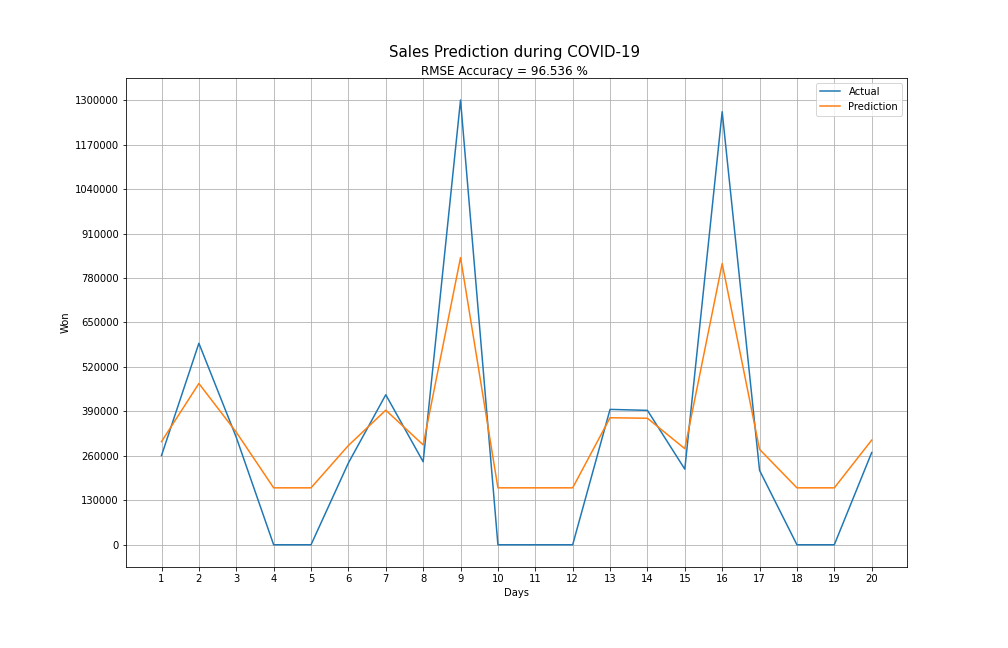 Sales Prediction during COVID-19
RMSE Accuracy = 96.536 %
Actual
Prediction
1300000
1170000
1040000
910000
780000
650000
520000
390000
260000
130000
0
Won
1 2 3 4 5 6 7 8 9 10 11 12 13 14 15 16 17 18 19 20
Days